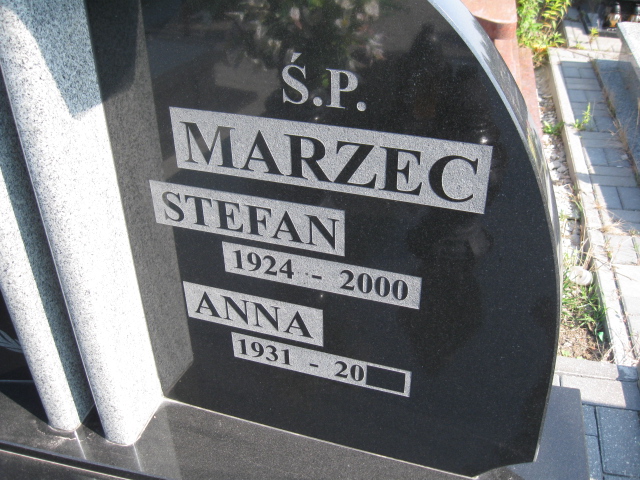 Ś.P.
MARZEC
STEFAN
1924 - 2000
ANNA
1931 - 20